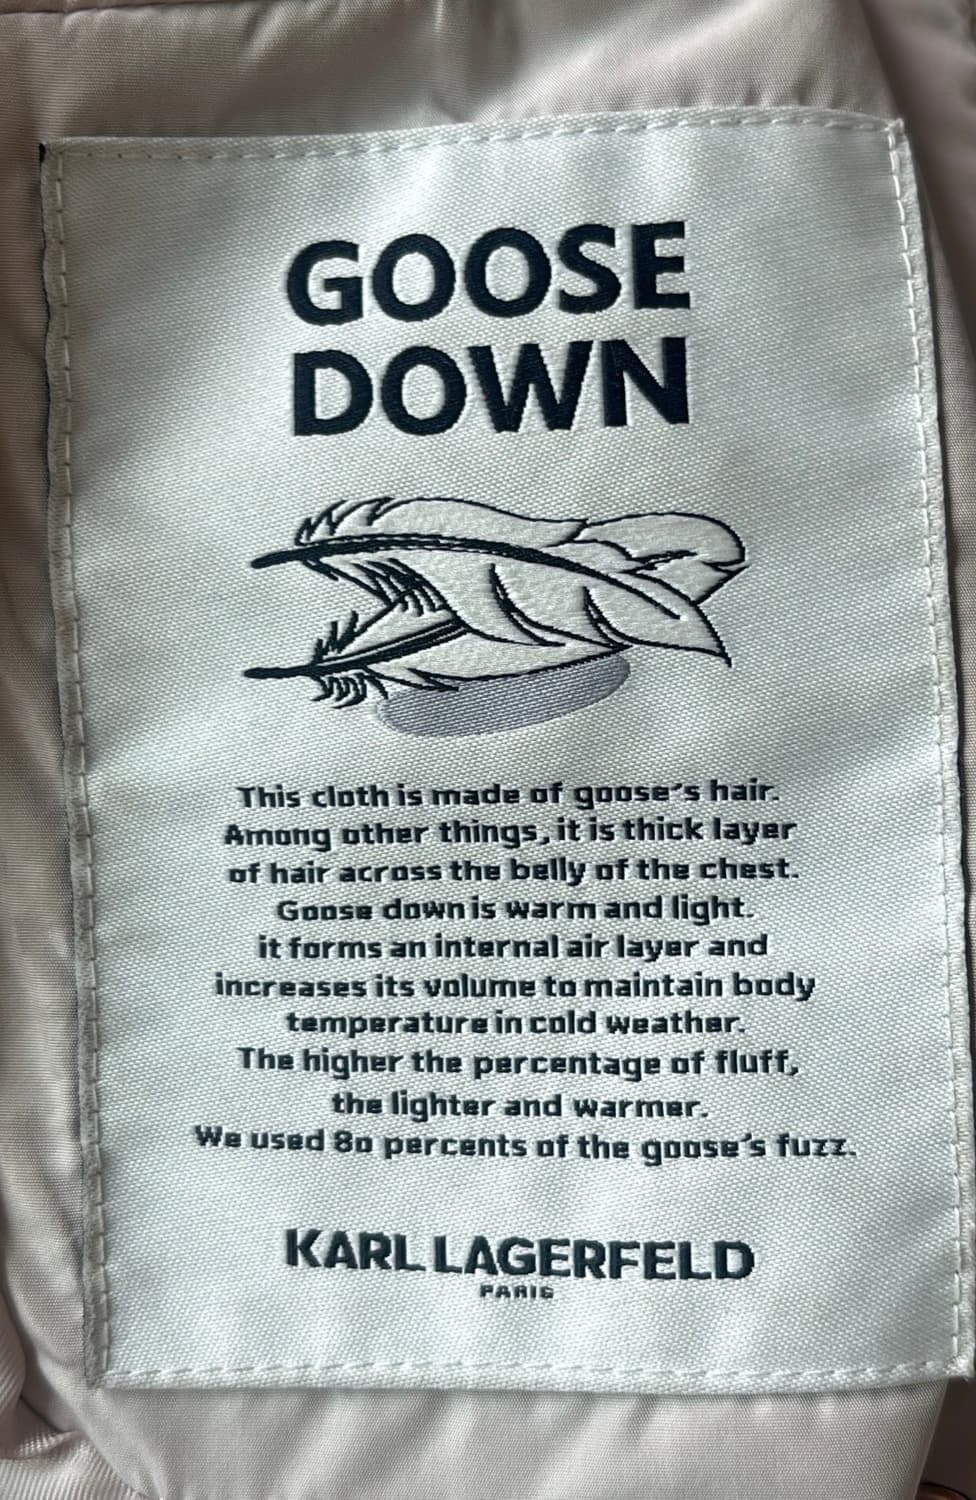 GOOSE
DOWN
This cloth is made of goose's hair.
Among other things, it is thick layer
of hair across the belly of the chest.
Goose down is warm and light.
it forms an internal air layer and
increases its volume to maintain body
temperature in cold weather.
The higher the percentage of fluff,
the lighter and warmer.
We used 80 percents of the goose's fuzz.
KARL LAGERFELD
PARIS